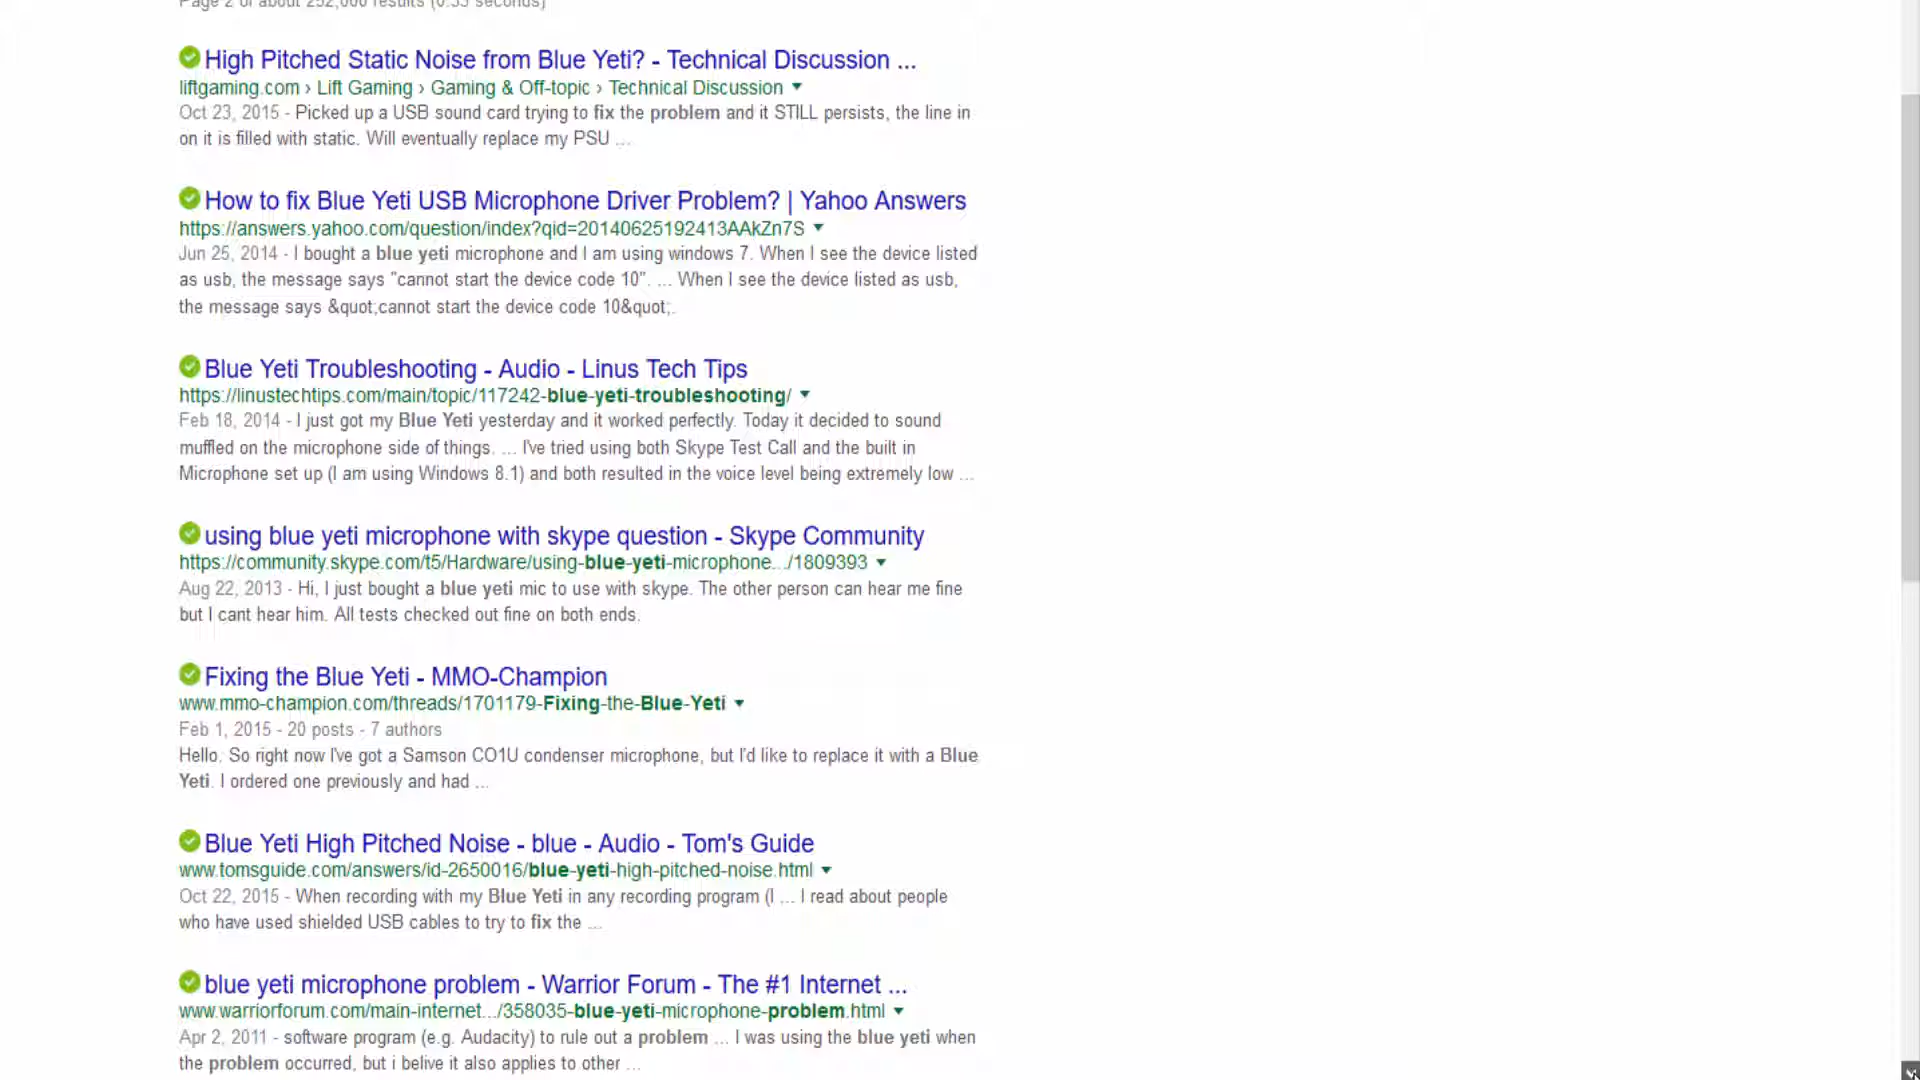 Page 2 of about 252,000 results (0.33 seconds)
High Pitched Static Noise from Blue Yeti? - Technical Discussion ...
liftgaming.com › Lift Gaming › Gaming & Off-topic › Technical Discussion
Oct 23, 2015 - Picked up a USB sound card trying to fix the problem and it STILL persists, the line in
on it is filled with static. Will eventually replace my PSU ...
How to fix Blue Yeti USB Microphone Driver Problem? | Yahoo Answers
https://answers.yahoo.com/question/index?qid=20140625192413AAkZn7S
Jun 25, 2014 - I bought a blue yeti microphone and I am using windows 7. When I see the device listed
as usb, the message says "cannot start the device code 10". ... When I see the device listed as usb,
the message says &quot;cannot start the device code 10&quot;.
Blue Yeti Troubleshooting - Audio - Linus Tech Tips
https://linustechtips.com/main/topic/117242-blue-yeti-troubleshooting/
Feb 18, 2014 - I just got my Blue Yeti yesterday and it worked perfectly. Today it decided to sound
muffled on the microphone side of things. ... I've tried using both Skype Test Call and the built in
Microphone set up (I am using Windows 8.1) and both resulted in the voice level being extremely low ...
using blue yeti microphone with skype question - Skype Community
https://community.skype.com/t5/Hardware/using-blue-yeti-microphone.../1809393
Aug 22, 2013 - Hi, I just bought a blue yeti mic to use with skype. The other person can hear me fine
but I cant hear him. All tests checked out fine on both ends.
Fixing the Blue Yeti - MMO-Champion
www.mmo-champion.com/threads/1701179-Fixing-the-Blue-Yeti
Feb 1, 2015 - 20 posts - 7 authors
Hello. So right now I've got a Samson CO1U condenser microphone, but I'd like to replace it with a Blue
Yeti. I ordered one previously and had ...
Blue Yeti High Pitched Noise - blue - Audio - Tom's Guide
www.tomsguide.com/answers/id-2650016/blue-yeti-high-pitched-noise.html
Oct 22, 2015 - When recording with my Blue Yeti in any recording program (I ... I read about people
who have used shielded USB cables to try to fix the ...
blue yeti microphone problem - Warrior Forum - The #1 Internet ...
www.warriorforum.com/main-internet.../358035-blue-yeti-microphone-problem.html
Apr 2, 2011 - software program (e.g. Audacity) to rule out a problem ... I was using the blue yeti when
the problem occurred, but i belive it also applies to other ...